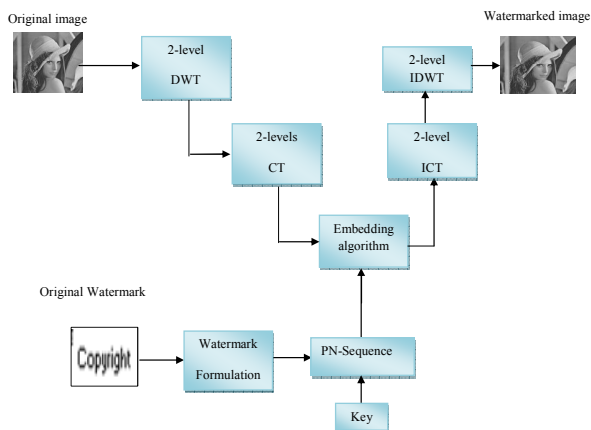 Original image
Watermarked image
2-level
DWT
2-level
IDWT
2-levels
CT
2-level
ICT
Embedding
algorithm
Original Watermark
Copyright
Watermark
Formulation
PN-Sequence
Key